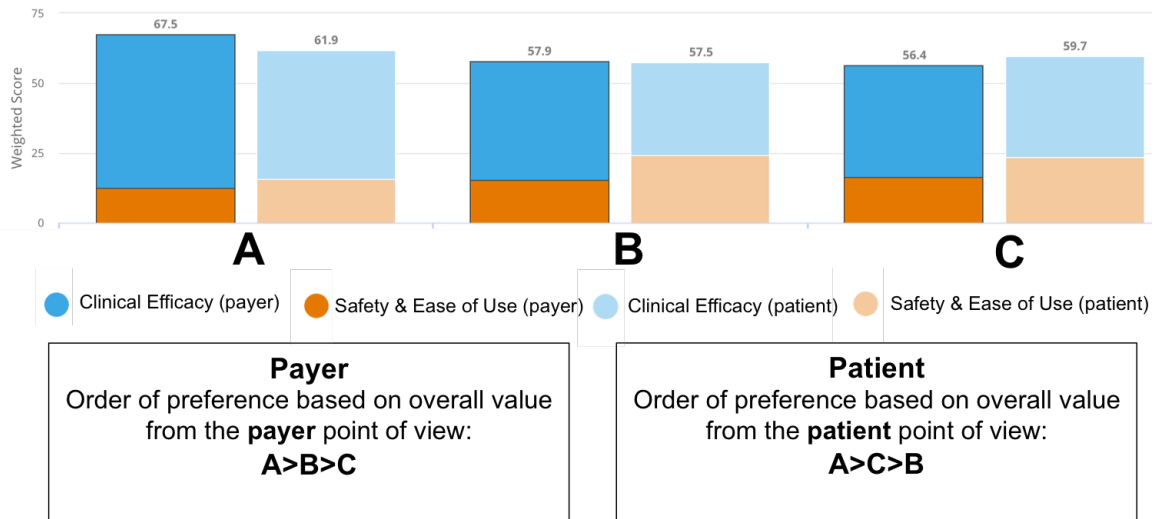 75
67.5
61.9
57.9
57.5
56.4
59.7
50
25
0
Weighted Score
A
B
C
Clinical Efficacy (payer)
Safety & Ease of Use (payer)
Clinical Efficacy (patient)
Safety & Ease of Use (patient)
Payer
Order of preference based on overall value
from the payer point of view:
A>B>C
Patient
Order of preference based on overall value
from the patient point of view:
A>C>B